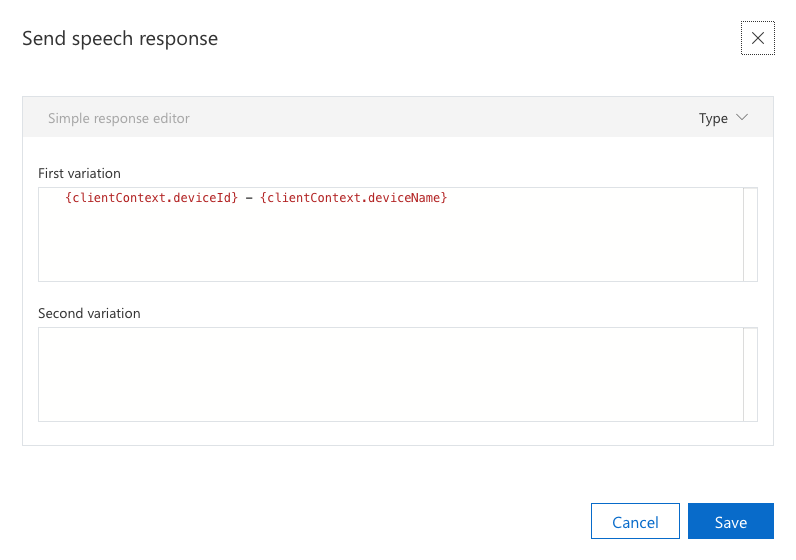 Send speech response
Simple response editor Type
First variation
{clientContext.deviceId} – {clientContext.deviceName}
Second variation
Cancel Save